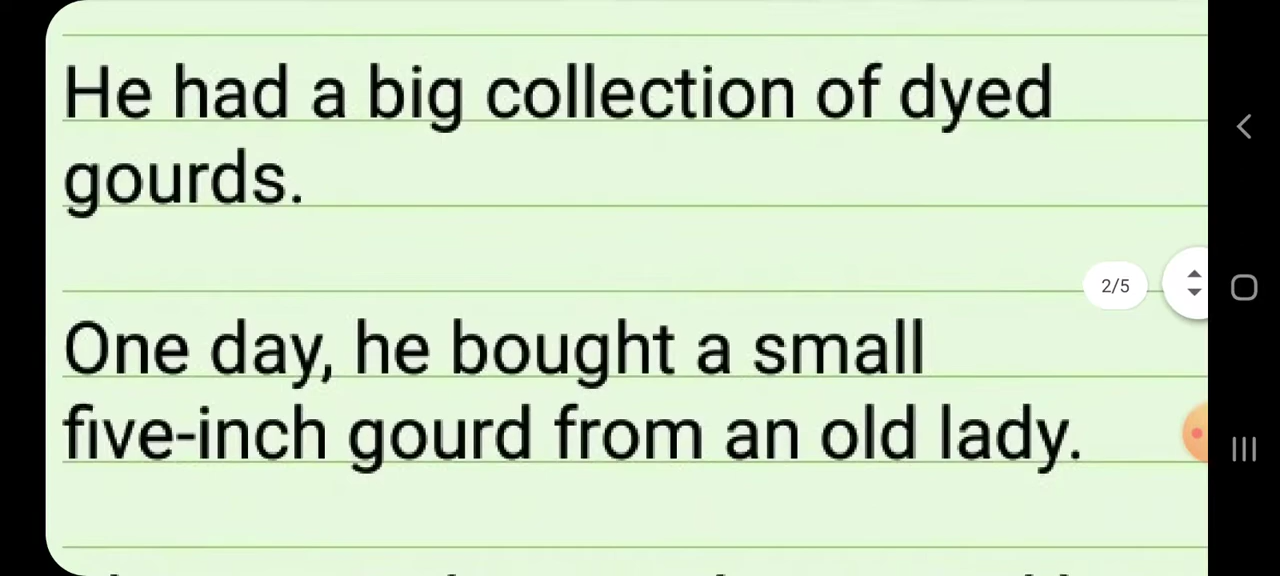 He had a big collection of dyed
gourds.
2/5
One day, he bought a small
five-inch gourd from an old lady.